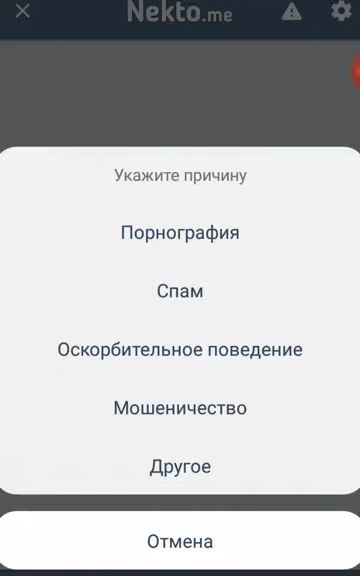 Nekto.me
Укажите причину
Порнография
Спам
Оскорбительное поведение
Мошеничество
Другое
Отмена